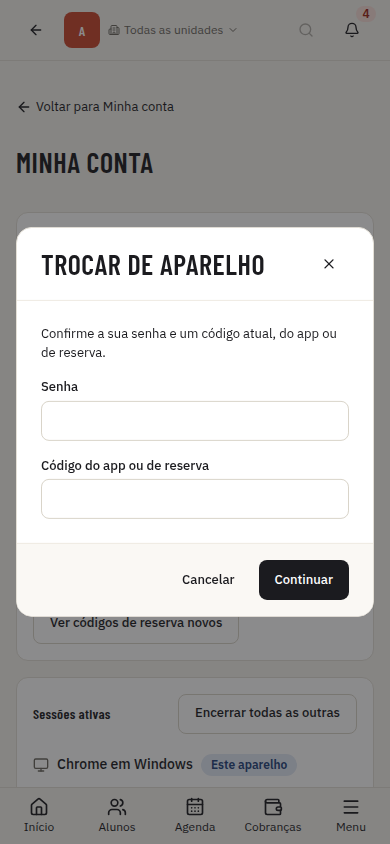 A
Todas as unidades
4
Voltar para Minha conta
MINHA CONTA
TROCAR DE APARELHO
Confirme a sua senha e um código atual, do app ou
de reserva.
Senha
Código do app ou de reserva
Cancelar
Continuar
Ver códigos de reserva novos
Sessões ativas
Encerrar todas as outras
Chrome em Windows
Este aparelho
Início
Alunos
Agenda
Cobranças
Menu